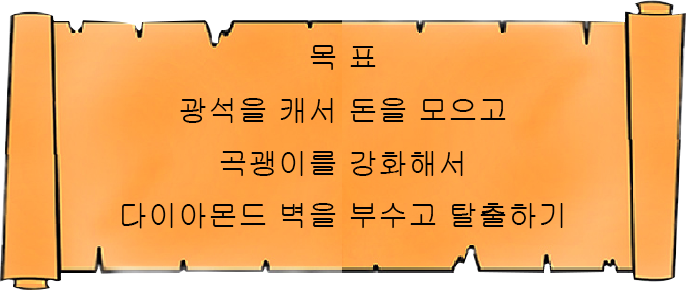 목 표
광석을 캐서 돈을 모으고
곡괭이를 강화해서
다이아몬드 벽을 부수고 탈출하기